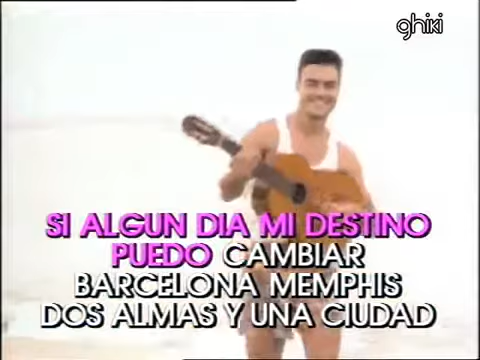 ghiki
SI ALGUN DIA MI DESTINO
PUEDO CAMBIAR
BARCELONA MEMPHIS
DOS ALMAS Y UNA CIUDAD